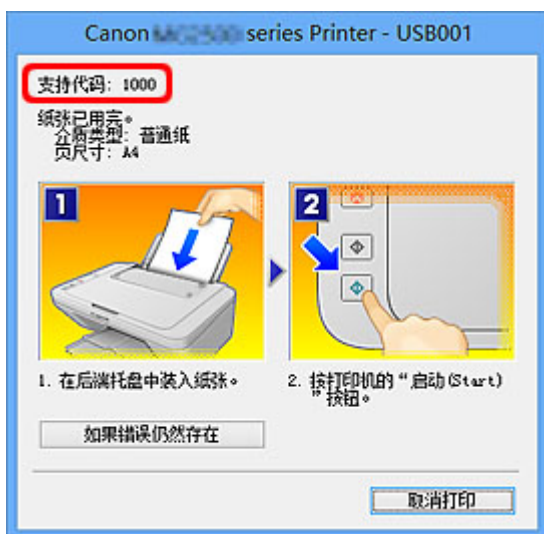 Canon series Printer - USB001
支持代码: 1000
纸张已用完。
介质类型: 普通纸
页尺寸: A4
1
2
1. 在后端托盘中装入纸张。
2. 按打印机的“启动(Start)
”按钮。
如果错误仍然存在
取消打印